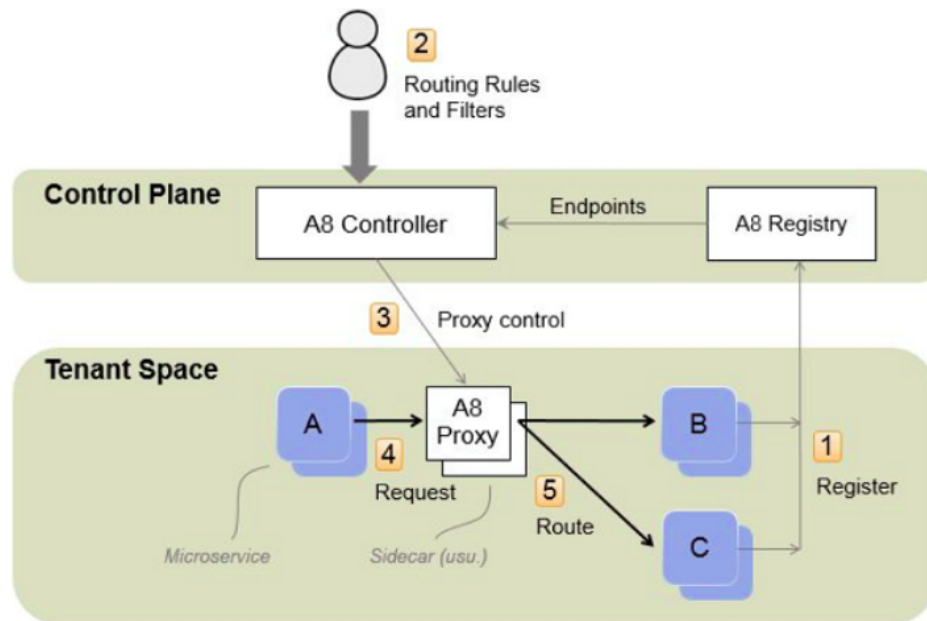 2
Routing Rules
and Filters
Control Plane
A8 Controller
Endpoints
A8 Registry
3
Proxy control
Tenant Space
A
A8
Proxy
B
4
Request
1
Register
5
Route
C
Microservice
Sidecar (usu.)